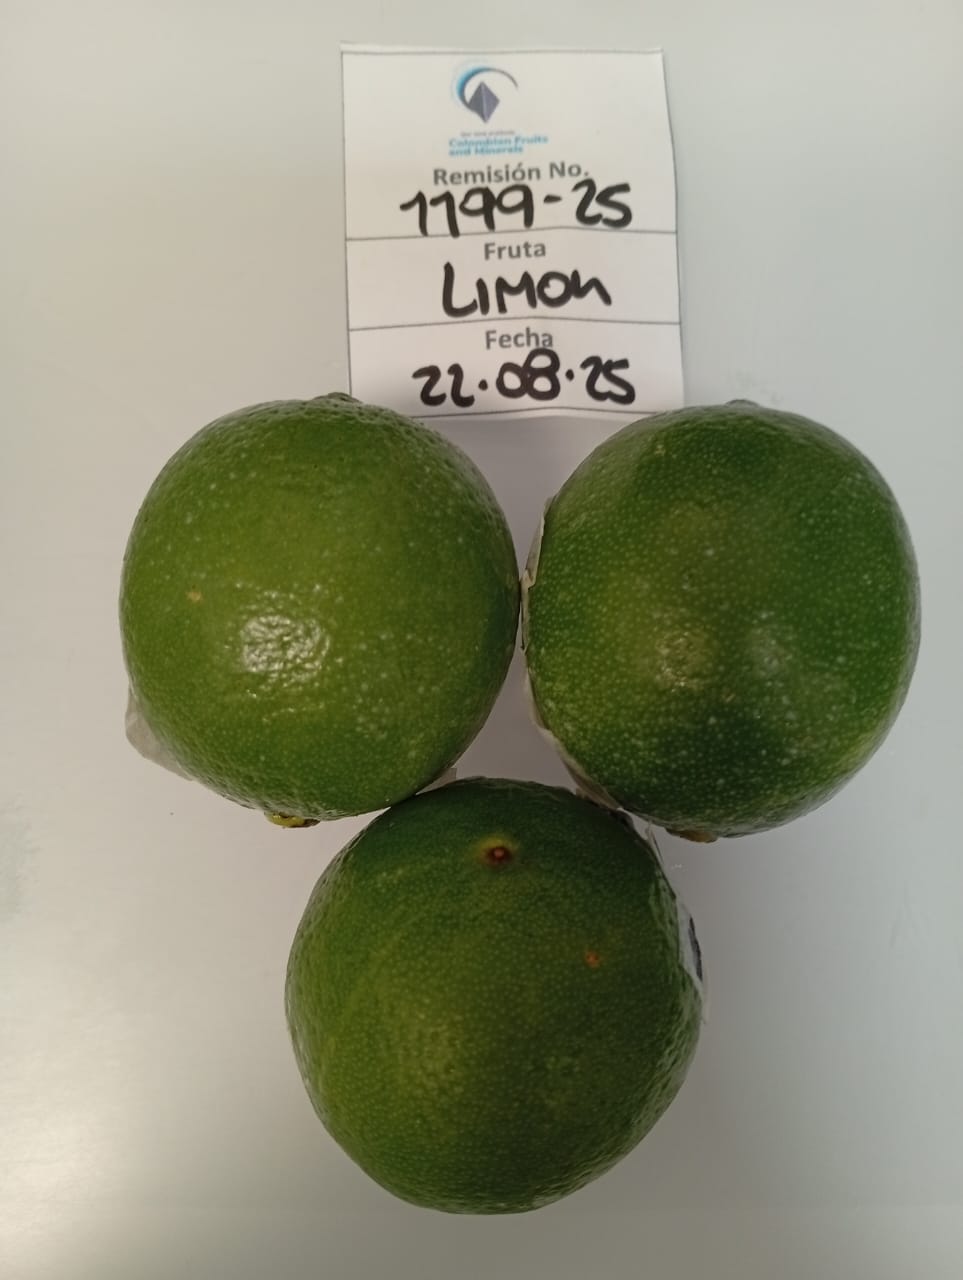 Colombian Fruits
and Minerals
Remisión No.
1199-25
Fruta
LIMON
Fecha
22.08.25